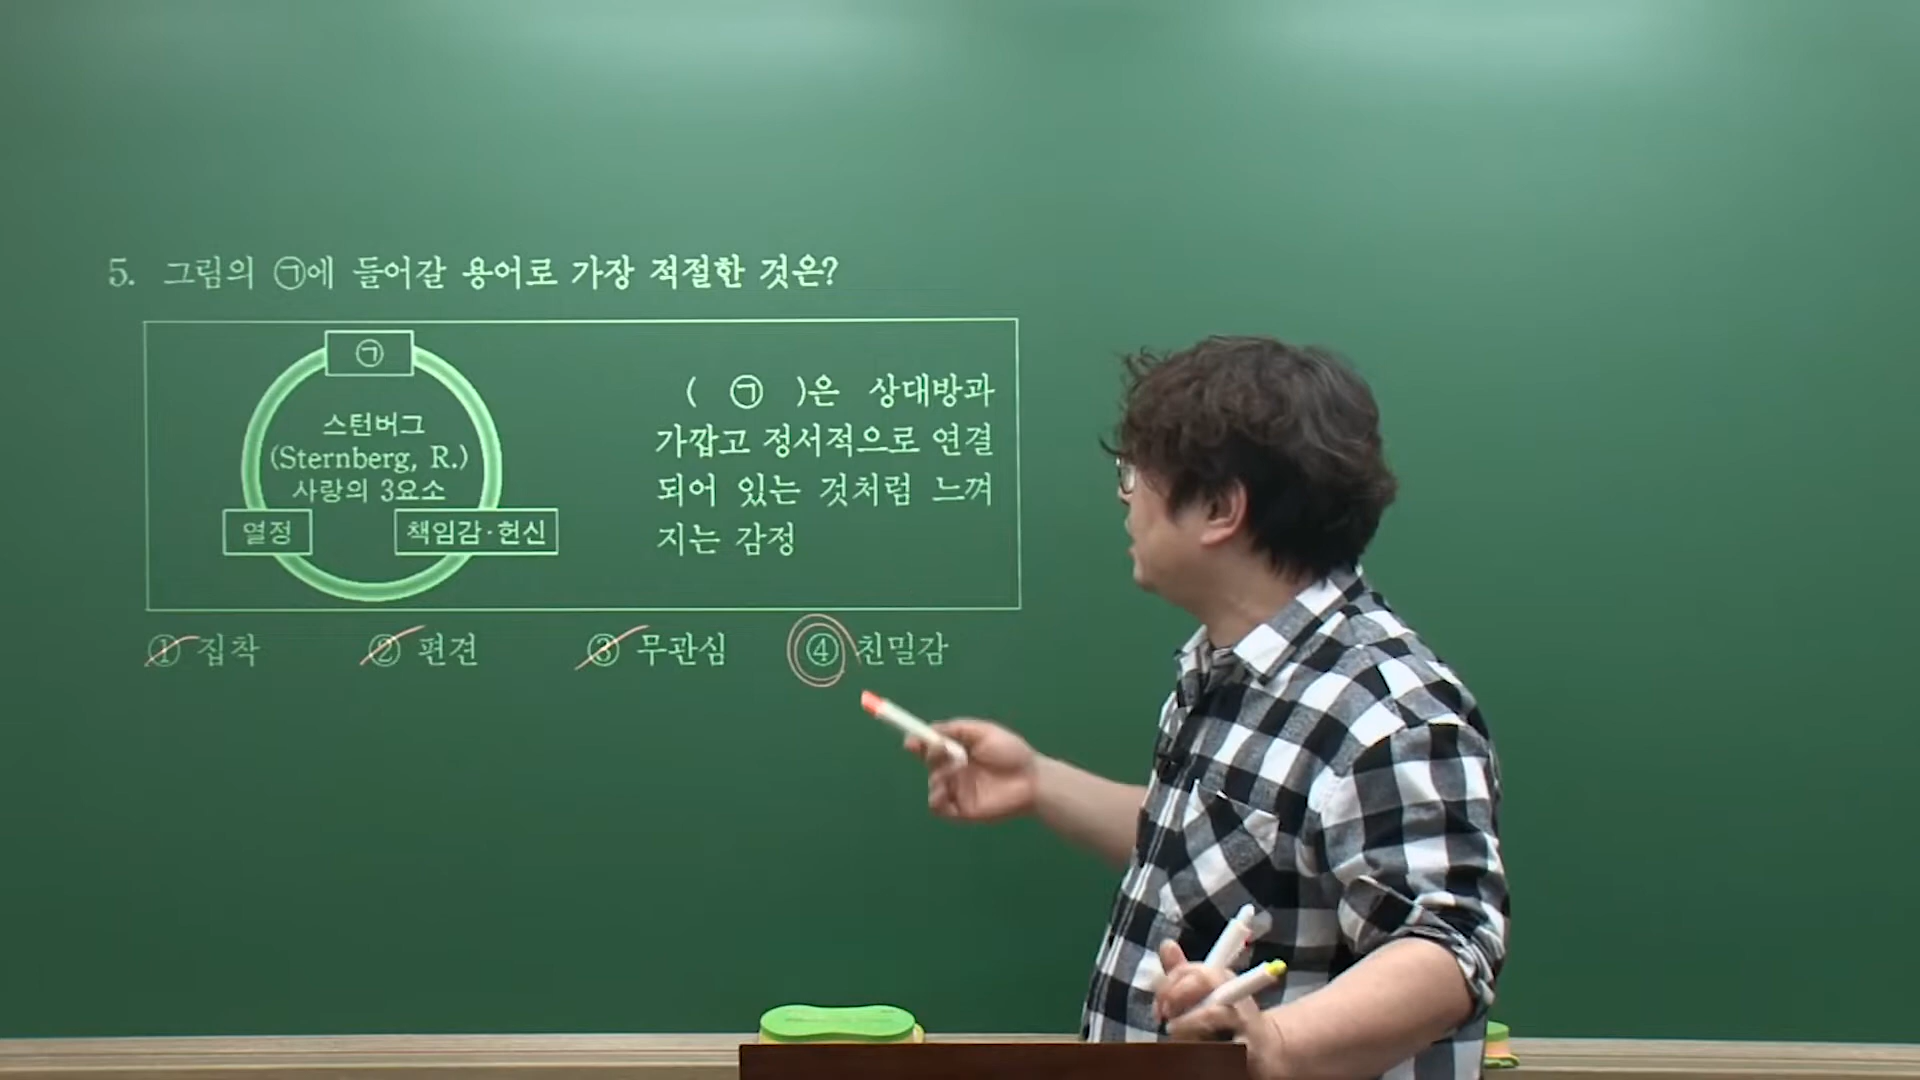 5. 그림의 ㉠에 들어갈 용어로 가장 적절한 것은?
㉠
스턴버그
(Sternberg, R.)
사랑의 3요소
열정
책임감·헌신
( ㉠ )은 상대방과
가깝고 정서적으로 연결
되어 있는 것처럼 느껴
지는 감정
① 집착 ② 편견 ③ 무관심 ④ 친밀감